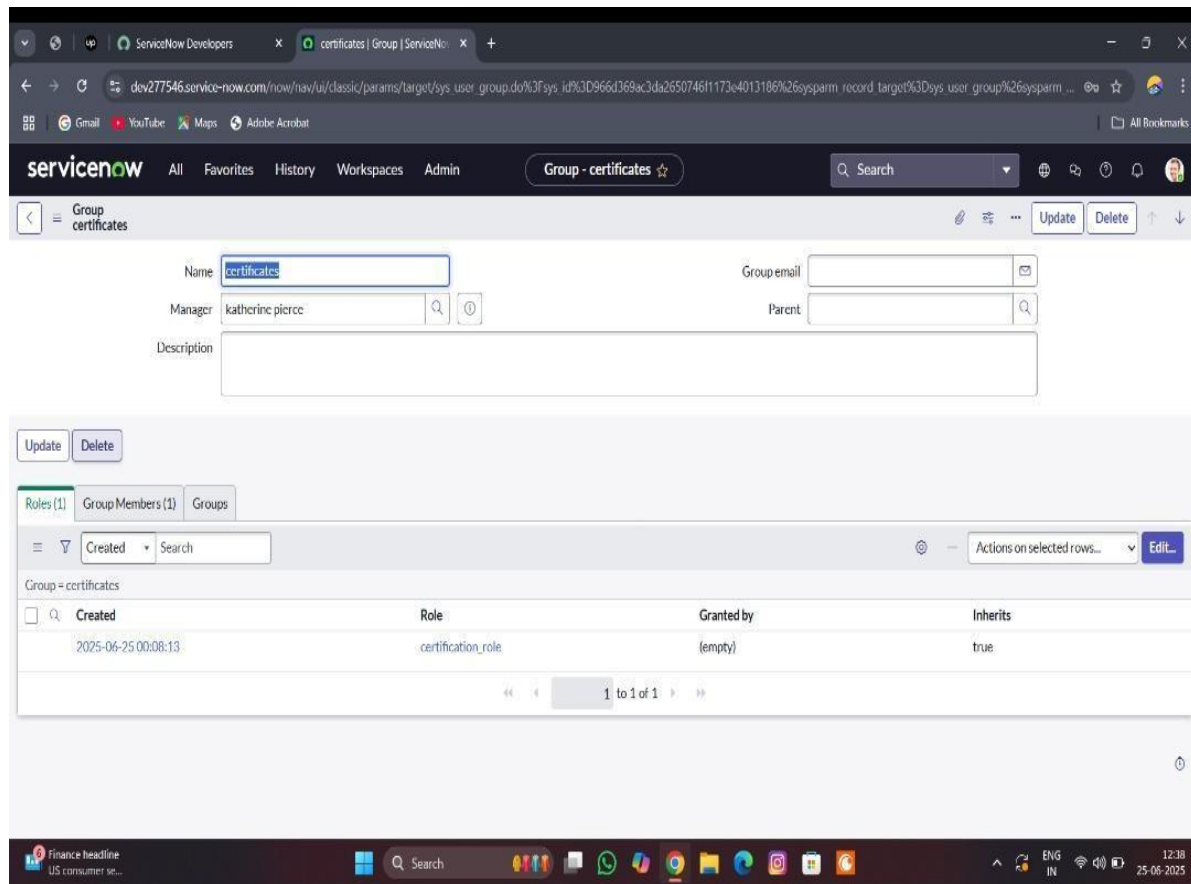 up ServiceNow Developers certificates | Group | ServiceNo
dev277546.service-now.com/now/nav/ui/classic/params/target/sys_user_group.do%3Fsys_id%3D966d369ac3da2650746f1173e4013186%26sysparm_record_target%3Dsys_user_group%26sysparm_...
Gmail YouTube Maps Adobe Acrobat All Bookmarks
servicenow All Favorites History Workspaces Admin Group - certificates Search
Group
certificates
Update Delete
Name certificates Group email
Manager katherine pierce Parent
Description
Update Delete
Roles (1) Group Members (1) Groups
Created Search Actions on selected rows... Edit...
Group = certificates
Created Role Granted by Inherits
2025-06-25 00:08:13 certification_role (empty) true
1 to 1 of 1
6 Finance headline
US consumer se...
Search
ENG
IN
12:38
25-06-2025